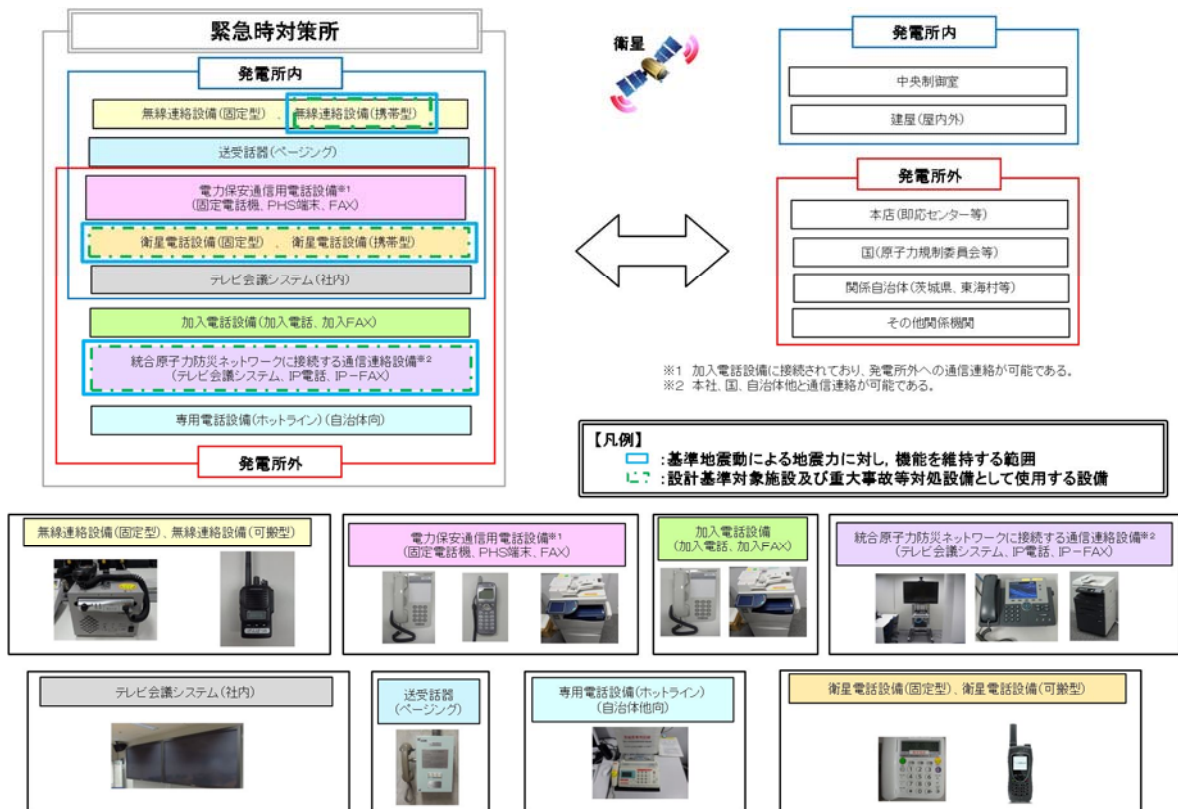 緊急時対策所
発電所内
無線連絡設備(固定型) 、 無線連絡設備(携帯型)
送受話器(ページング)
電力保安通信用電話設備※1
(固定電話機、PHS端末、FAX)
衛星電話設備(固定型) 、 衛星電話設備(携帯型)
テレビ会議システム(社内)
加入電話設備(加入電話、加入FAX)
統合原子力防災ネットワークに接続する通信連絡設備※2
(テレビ会議システム、IP電話、IP-FAX)
専用電話設備(ホットライン)(自治体向)
発電所外
衛星
発電所内
中央制御室
建屋(屋内外)
発電所外
本店(即応センター等)
国(原子力規制委員会等)
関係自治体(茨城県、東海村等)
その他関係機関
※1 加入電話設備に接続されており、発電所外への通信連絡が可能である。
※2 本社、国、自治体他と通信連絡が可能である。
【凡例】
:基準地震動による地震力に対し,機能を維持する範囲
:設計基準対象施設及び重大事故等対処設備として使用する設備
無線連絡設備(固定型)、無線連絡設備(可搬型)
電力保安通信用電話設備※1
(固定電話機、PHS端末、FAX)
加入電話設備
(加入電話、加入FAX)
統合原子力防災ネットワークに接続する通信連絡設備※2
(テレビ会議システム、IP電話、IP-FAX)
テレビ会議システム(社内)
送受話器
(ページング)
専用電話設備(ホットライン)
(自治体他向)
衛星電話設備(固定型)、衛星電話設備(可搬型)